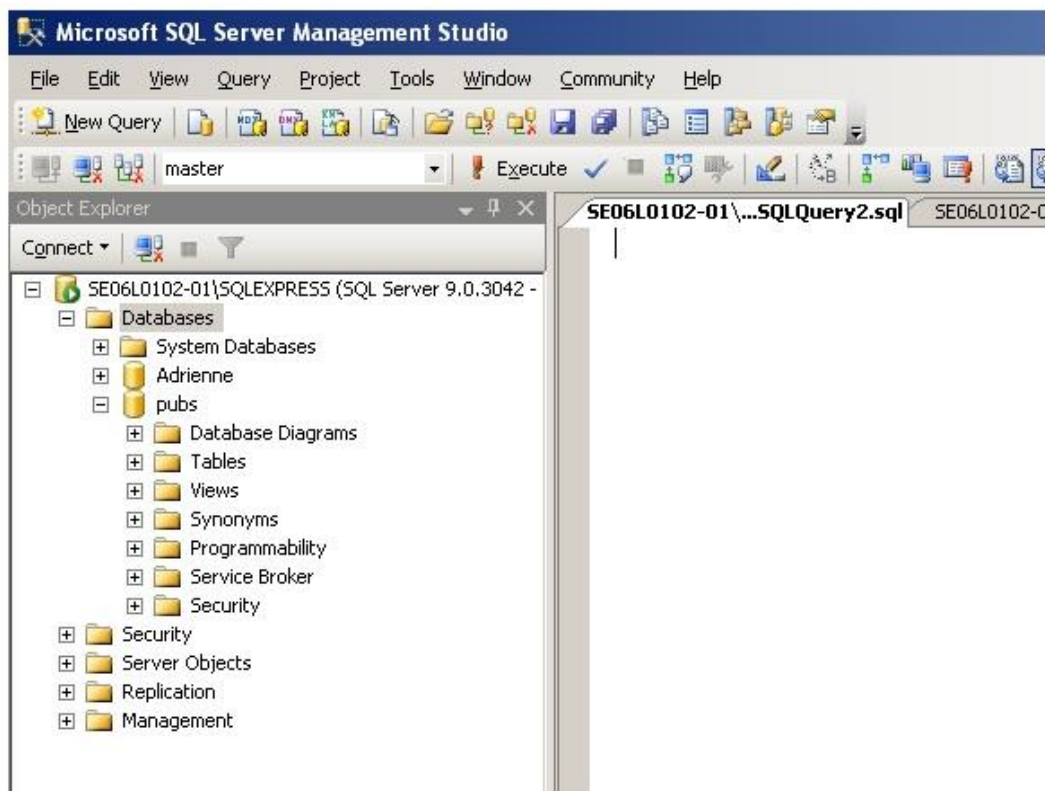 Microsoft SQL Server Management Studio
File Edit View Query Project Tools Window Community Help
New Query
master Execute
Object Explorer
SE06L0102-01\...SQLQuery2.sql SE06L0102-0
Connect
SE06L0102-01\SQLEXPRESS (SQL Server 9.0.3042 -
Databases
System Databases
Adrienne
pubs
Database Diagrams
Tables
Views
Synonyms
Programmability
Service Broker
Security
Security
Server Objects
Replication
Management